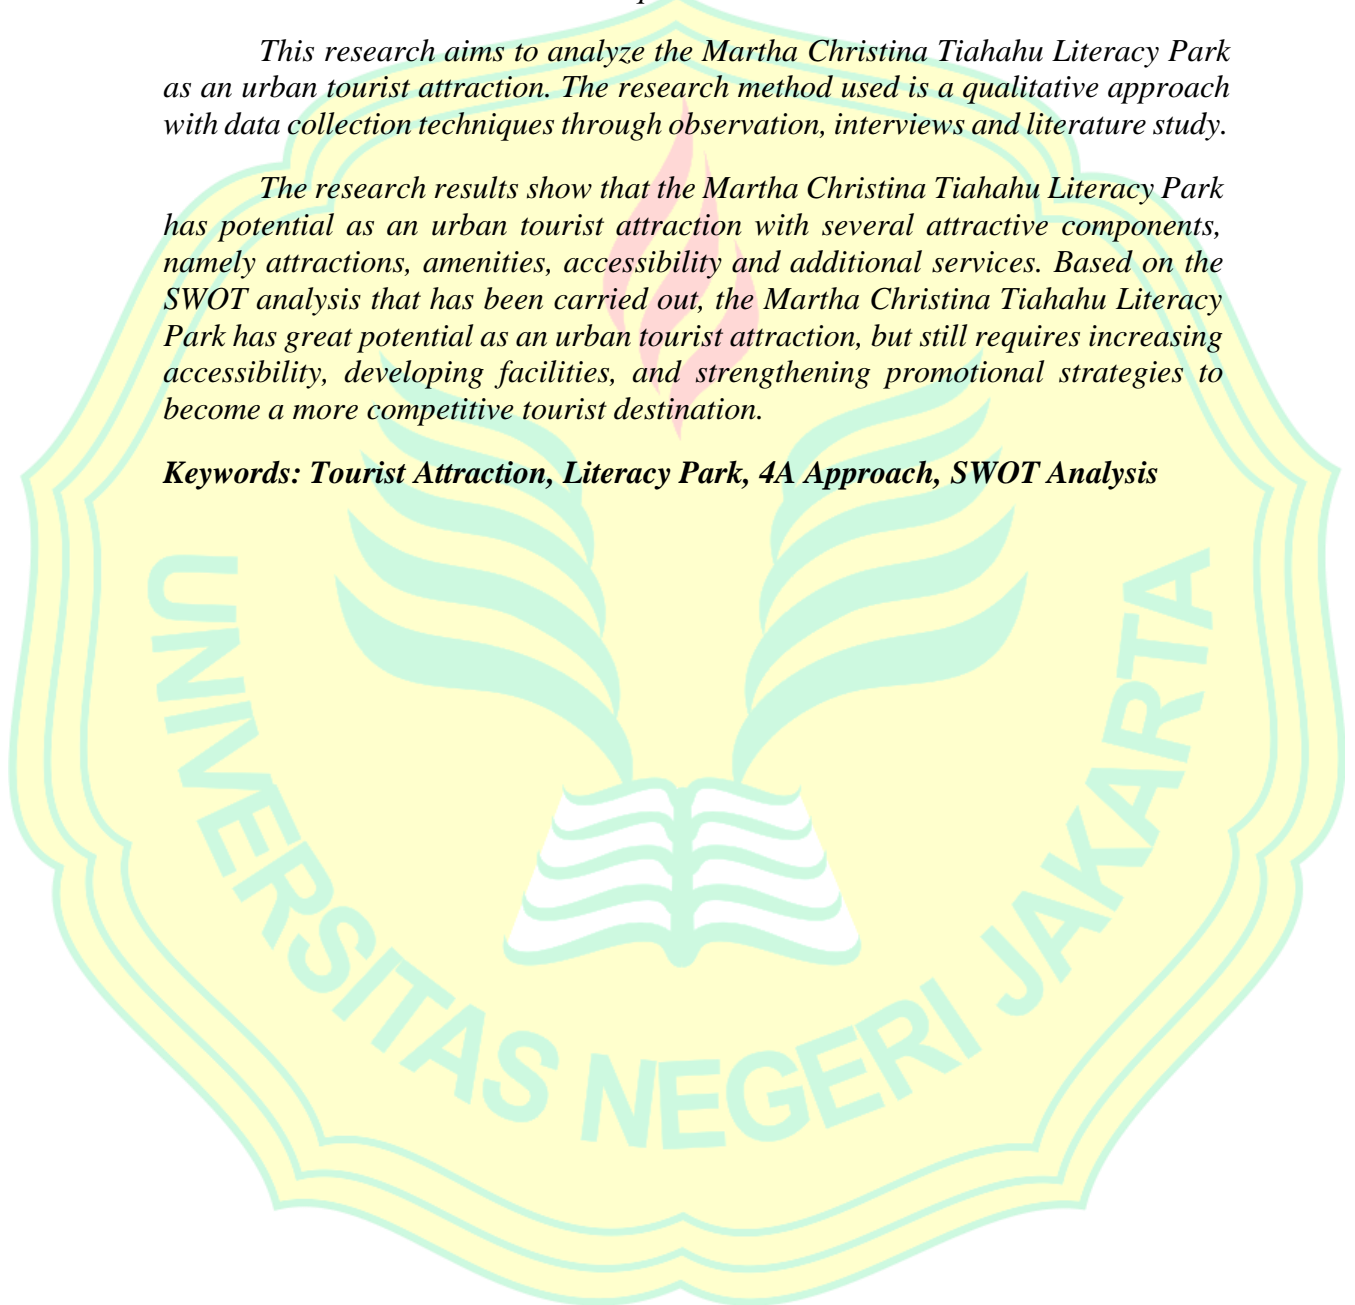 This research aims to analyze the Martha Christina Tiahahu Literacy Park
as an urban tourist attraction. The research method used is a qualitative approach
with data collection techniques through observation, interviews and literature study.
The research results show that the Martha Christina Tiahahu Literacy Park
has potential as an urban tourist attraction with several attractive components,
namely attractions, amenities, accessibility and additional services. Based on the
SWOT analysis that has been carried out, the Martha Christina Tiahahu Literacy
Park has great potential as an urban tourist attraction, but still requires increasing
accessibility, developing facilities, and strengthening promotional strategies to
become a more competitive tourist destination.
Keywords: Tourist Attraction, Literacy Park, 4A Approach, SWOT Analysis
UNIVERSITAS NEGERI JAKARTA